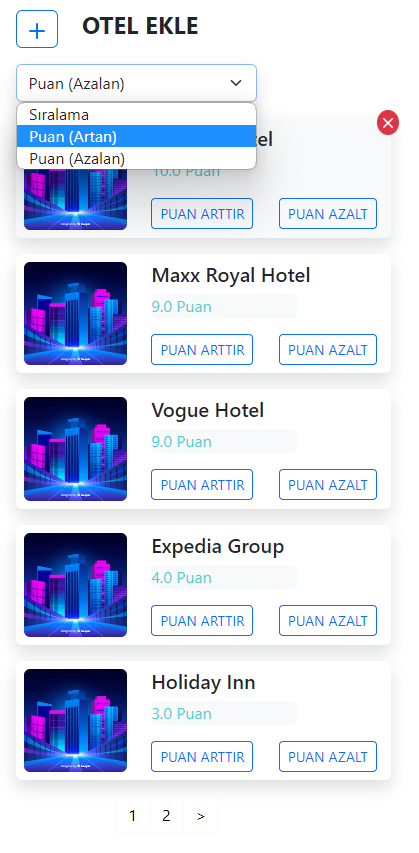 + OTEL EKLE
Puan (Azalan)
Sıralama
Puan (Artan)
Puan (Azalan)
10.0 Puan
PUAN ARTTIR PUAN AZALT
Maxx Royal Hotel
9.0 Puan
PUAN ARTTIR PUAN AZALT
Vogue Hotel
9.0 Puan
PUAN ARTTIR PUAN AZALT
Expedia Group
4.0 Puan
PUAN ARTTIR PUAN AZALT
Holiday Inn
3.0 Puan
PUAN ARTTIR PUAN AZALT
1 2 >